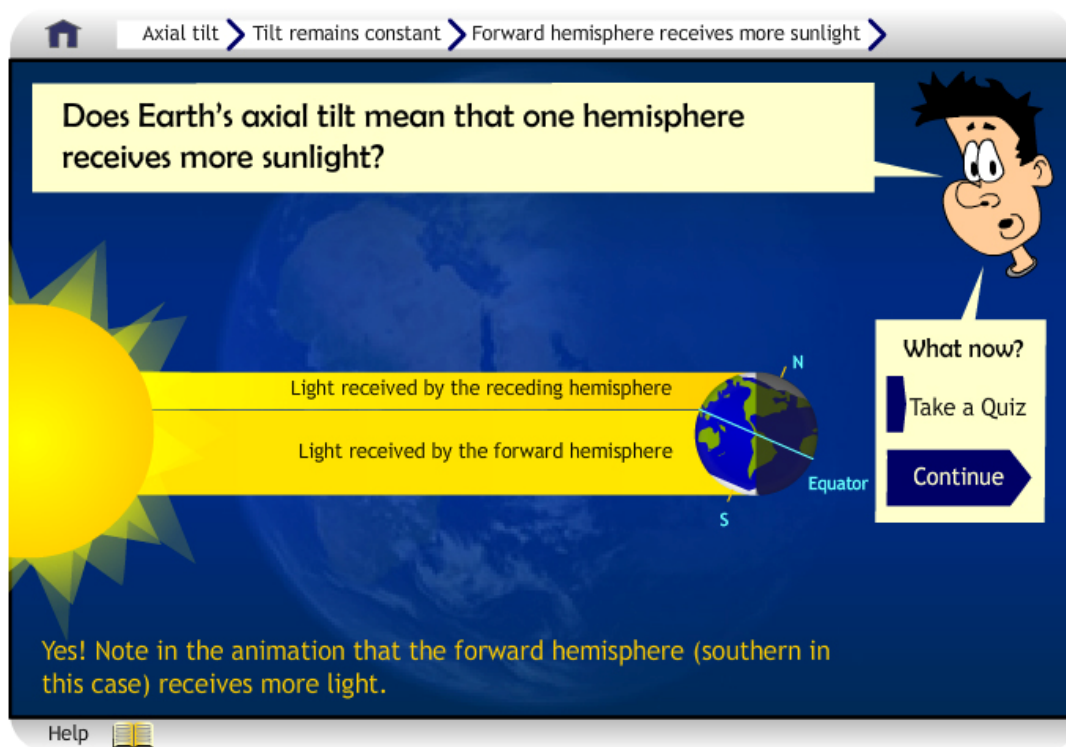 Axial tilt Tilt remains constant Forward hemisphere receives more sunlight
Does Earth's axial tilt mean that one hemisphere
receives more sunlight?
What now?
Take a Quiz
Continue
N
Light received by the receding hemisphere
Light received by the forward hemisphere
Equator
S
Yes! Note in the animation that the forward hemisphere (southern in
this case) receives more light.
Help